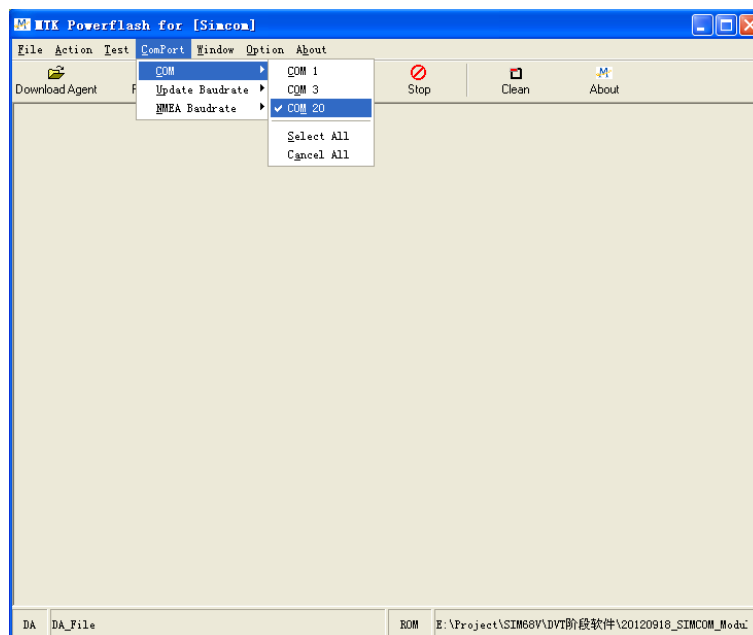 MTK Powerflash for [Simcom]
File Action Test ComPort Window Option About
COM
Update Baudrate
NMEA Baudrate
COM 1
COM 3
COM 20
Select All
Cancel All
Download Agent
Stop
Clean
About
DA DA_File ROM E:\Project\SIM68V\DVT阶段软件\20120918_SIMCOM_Modu